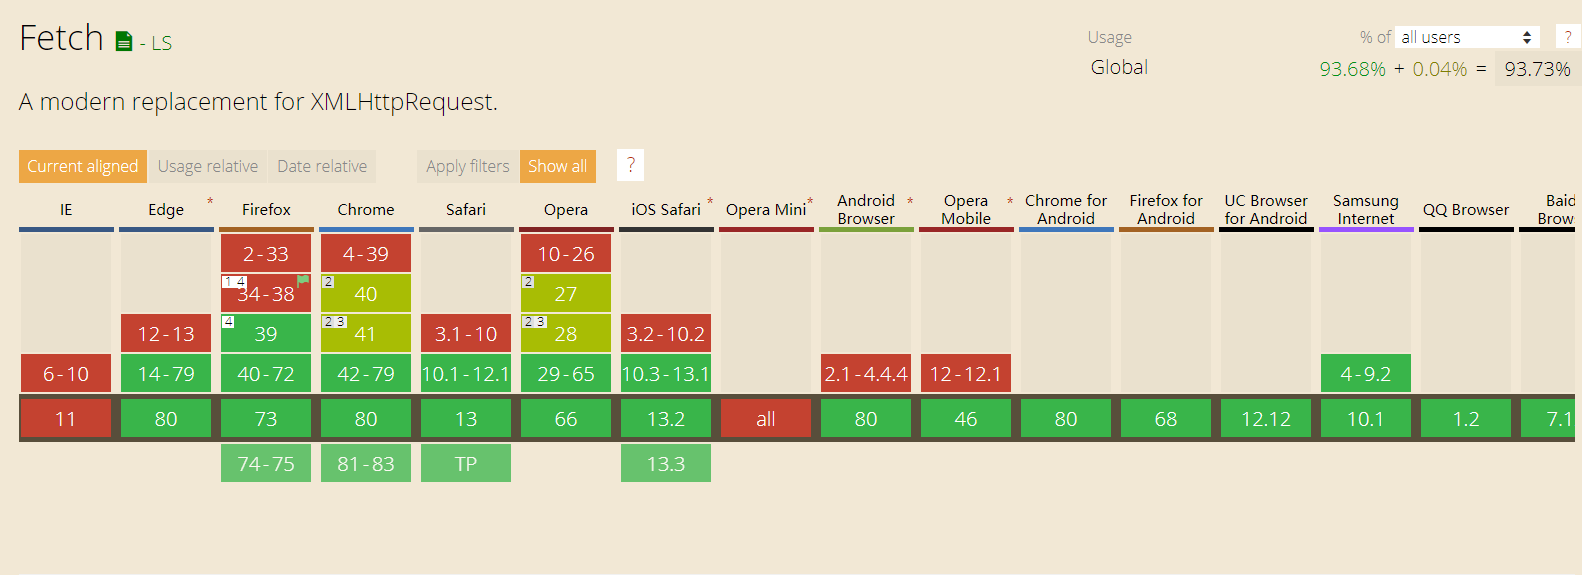 Fetch - LS
Usage % of all users ?
Global 93.68% + 0.04% = 93.73%
A modern replacement for XMLHttpRequest.
Current aligned Usage relative Date relative Apply filters Show all ?
IE Edge * Firefox Chrome Safari Opera iOS Safari * Opera Mini * Android Browser * Opera Mobile * Chrome for Android Firefox for Android UC Browser for Android Samsung Internet QQ Browser Baid Brows
2-33 4-39 10-26
1 4 34-38 2 40 2 27
12-13 4 39 2 3 41 3.1-10 2 3 28 3.2-10.2
6-10 14-79 40-72 42-79 10.1-12.1 29-65 10.3-13.1 2.1-4.4.4 12-12.1 4-9.2
11 80 73 80 13 66 13.2 all 80 46 80 68 12.12 10.1 1.2 7.1
74-75 81-83 TP 13.3